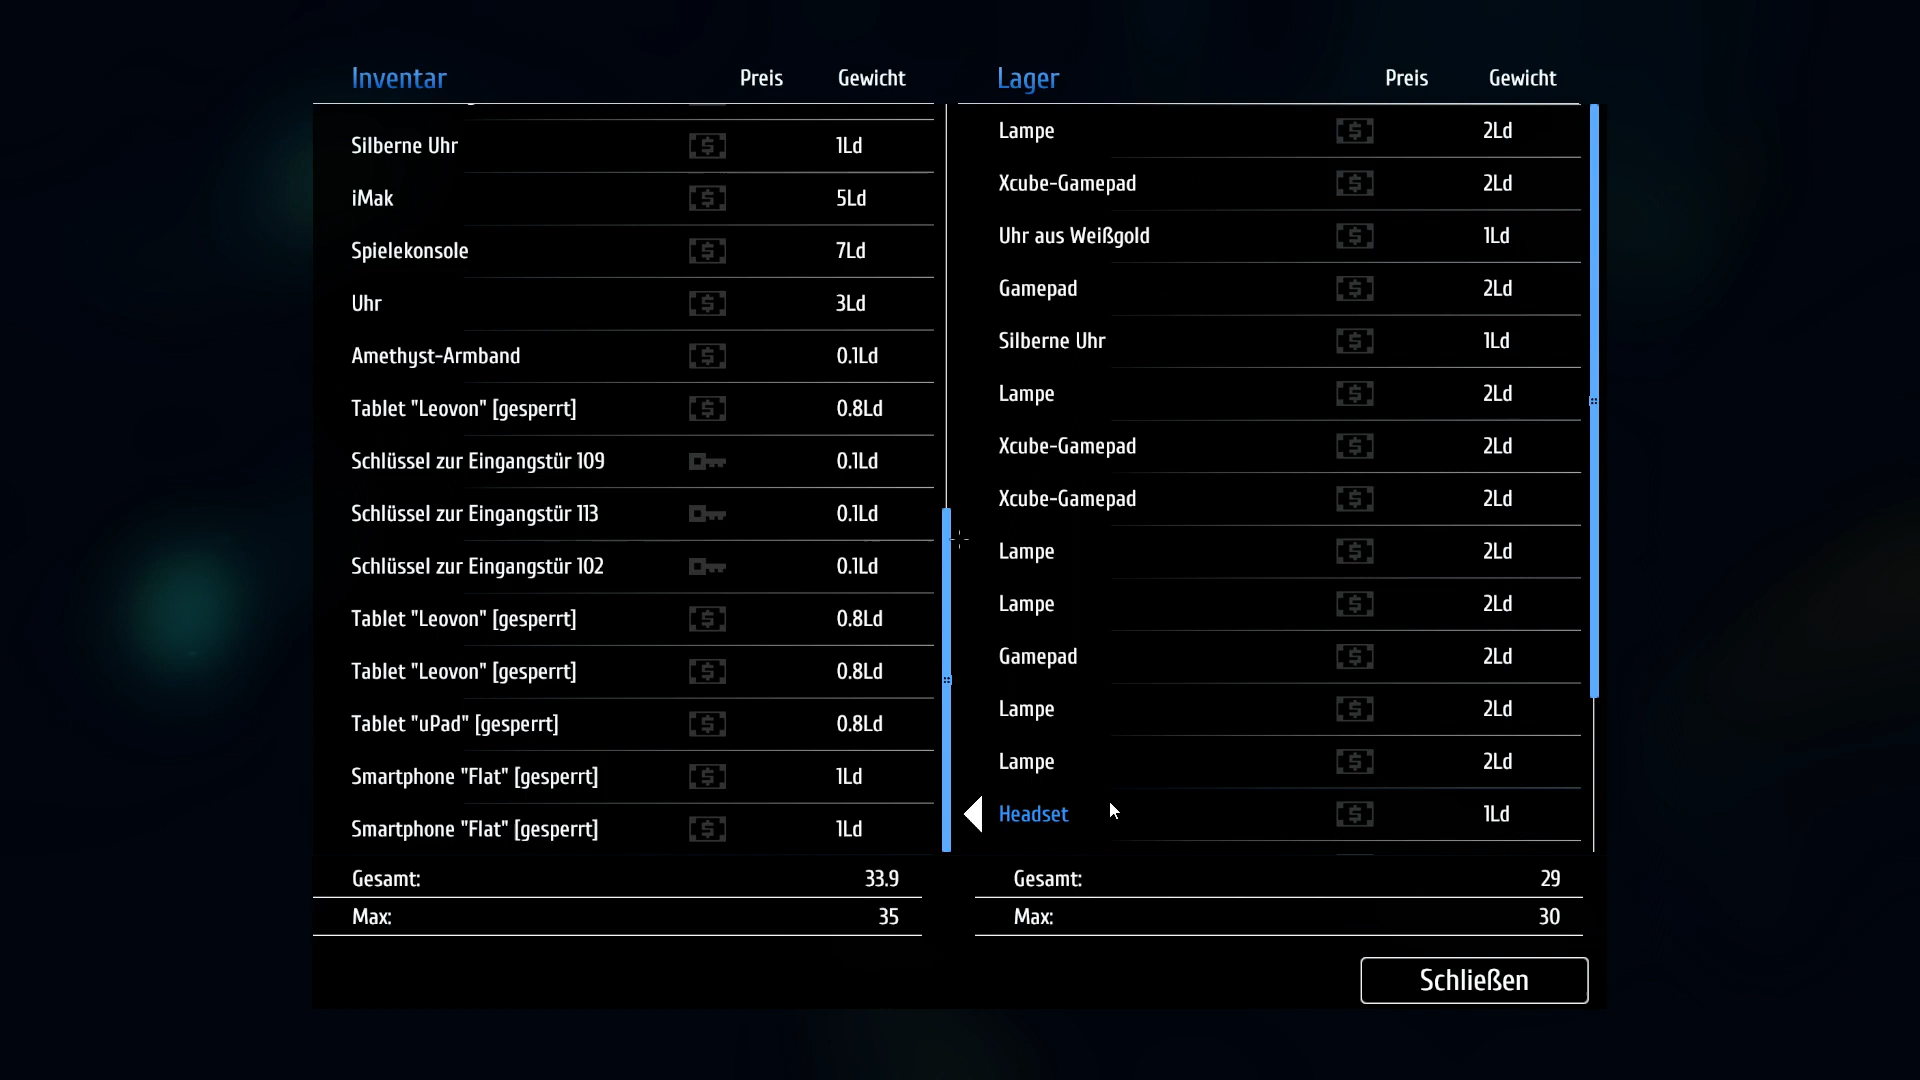 Inventar Preis Gewicht
Silberne Uhr 1Ld
iMak 5Ld
Spielekonsole 7Ld
Uhr 3Ld
Amethyst-Armband 0.1Ld
Tablet "Leovon" [gesperrt] 0.8Ld
Schlüssel zur Eingangstür 109 0.1Ld
Schlüssel zur Eingangstür 113 0.1Ld
Schlüssel zur Eingangstür 102 0.1Ld
Tablet "Leovon" [gesperrt] 0.8Ld
Tablet "Leovon" [gesperrt] 0.8Ld
Tablet "uPad" [gesperrt] 0.8Ld
Smartphone "Flat" [gesperrt] 1Ld
Smartphone "Flat" [gesperrt] 1Ld
Gesamt: 33.9
Max: 35
Lager Preis Gewicht
Lampe 2Ld
Xcube-Gamepad 2Ld
Uhr aus Weißgold 1Ld
Gamepad 2Ld
Silberne Uhr 1Ld
Lampe 2Ld
Xcube-Gamepad 2Ld
Xcube-Gamepad 2Ld
Lampe 2Ld
Lampe 2Ld
Gamepad 2Ld
Lampe 2Ld
Lampe 2Ld
Headset 1Ld
Gesamt: 29
Max: 30
Schließen